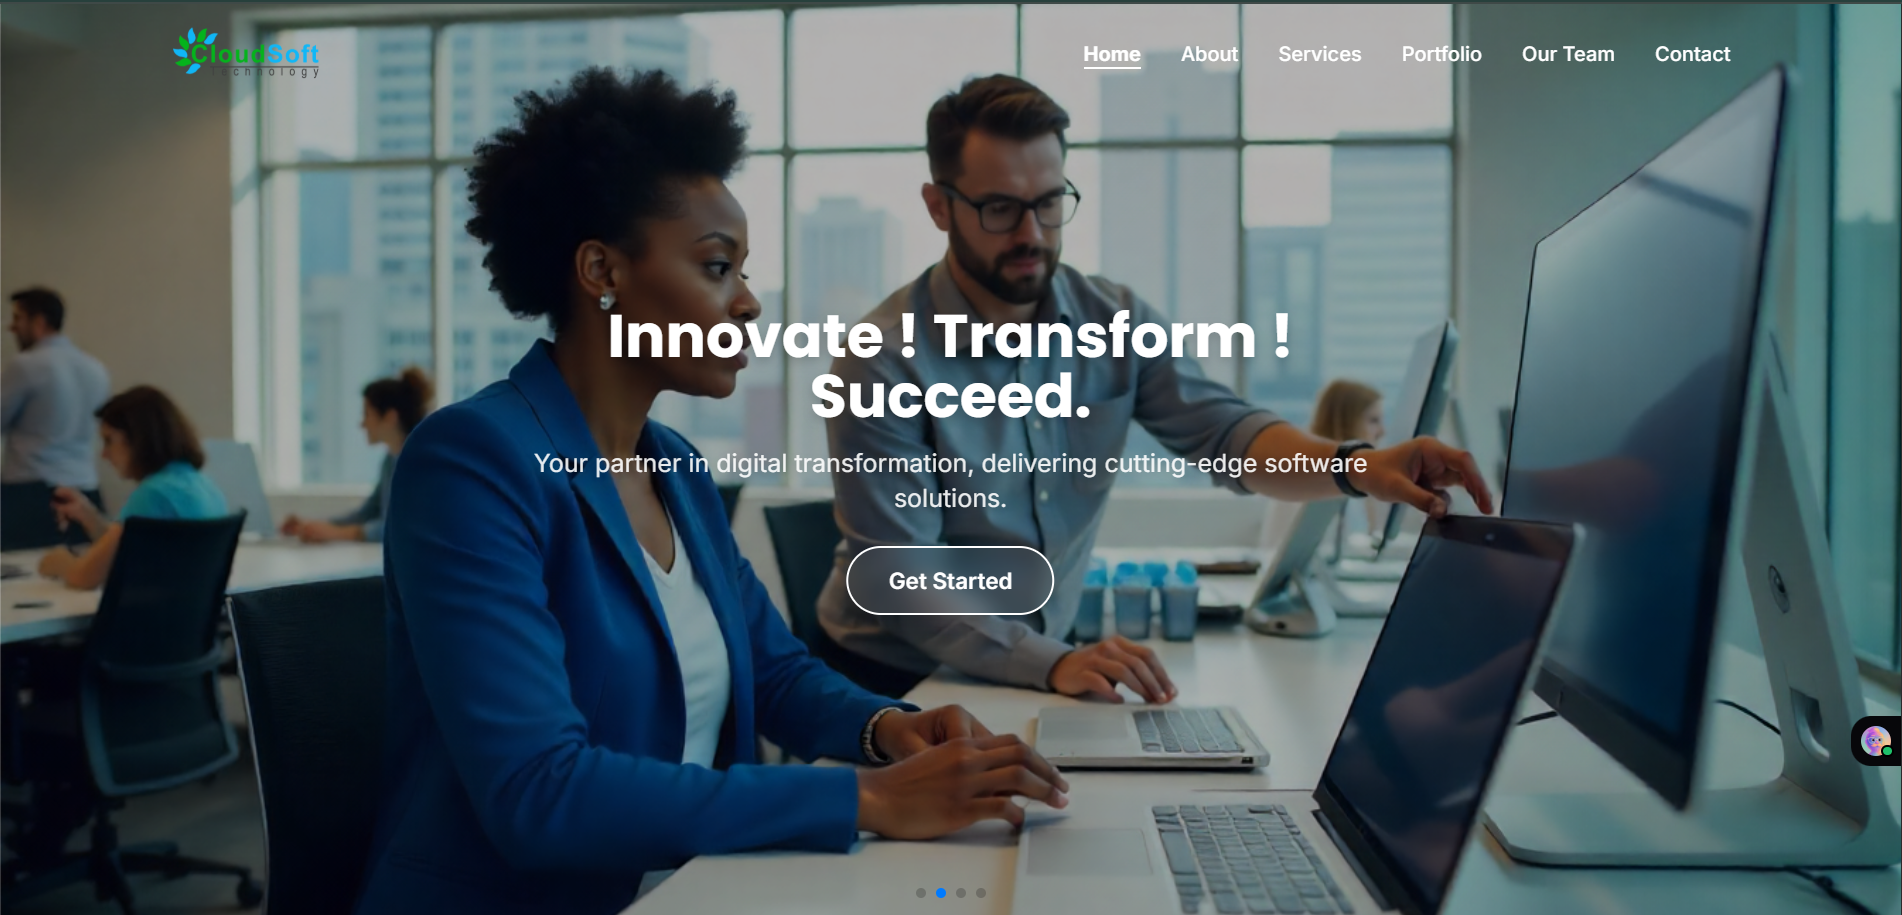 CloudSoft
Technology
Home About Services Portfolio Our Team Contact
Innovate ! Transform !
Succeed.
Your partner in digital transformation, delivering cutting-edge software
solutions.
Get Started